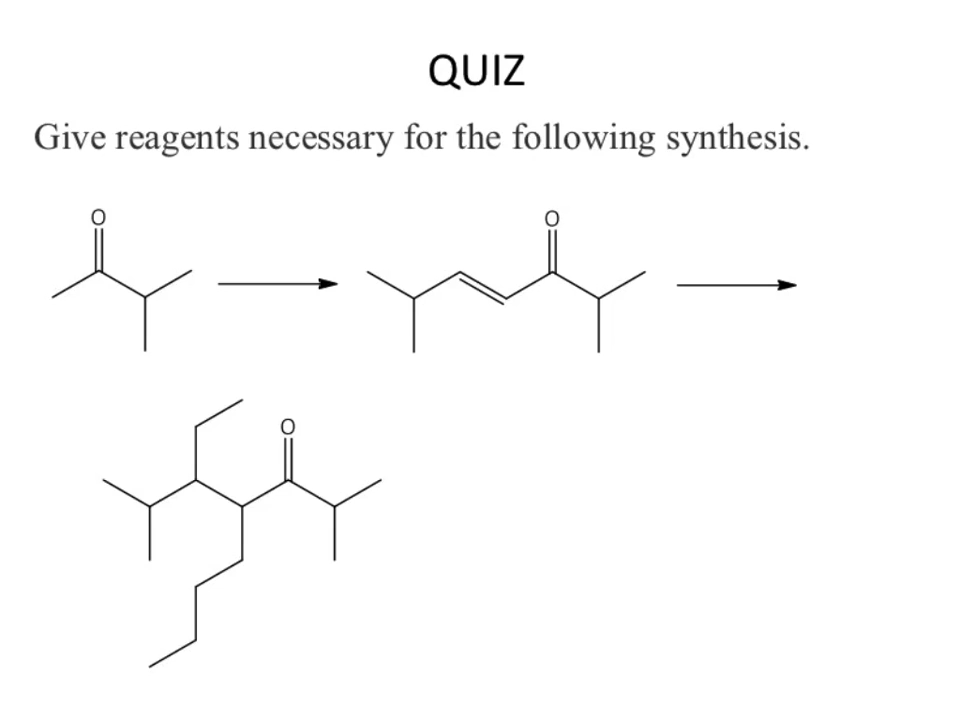 QUIZ
Give reagents necessary for the following synthesis.
O
O
O